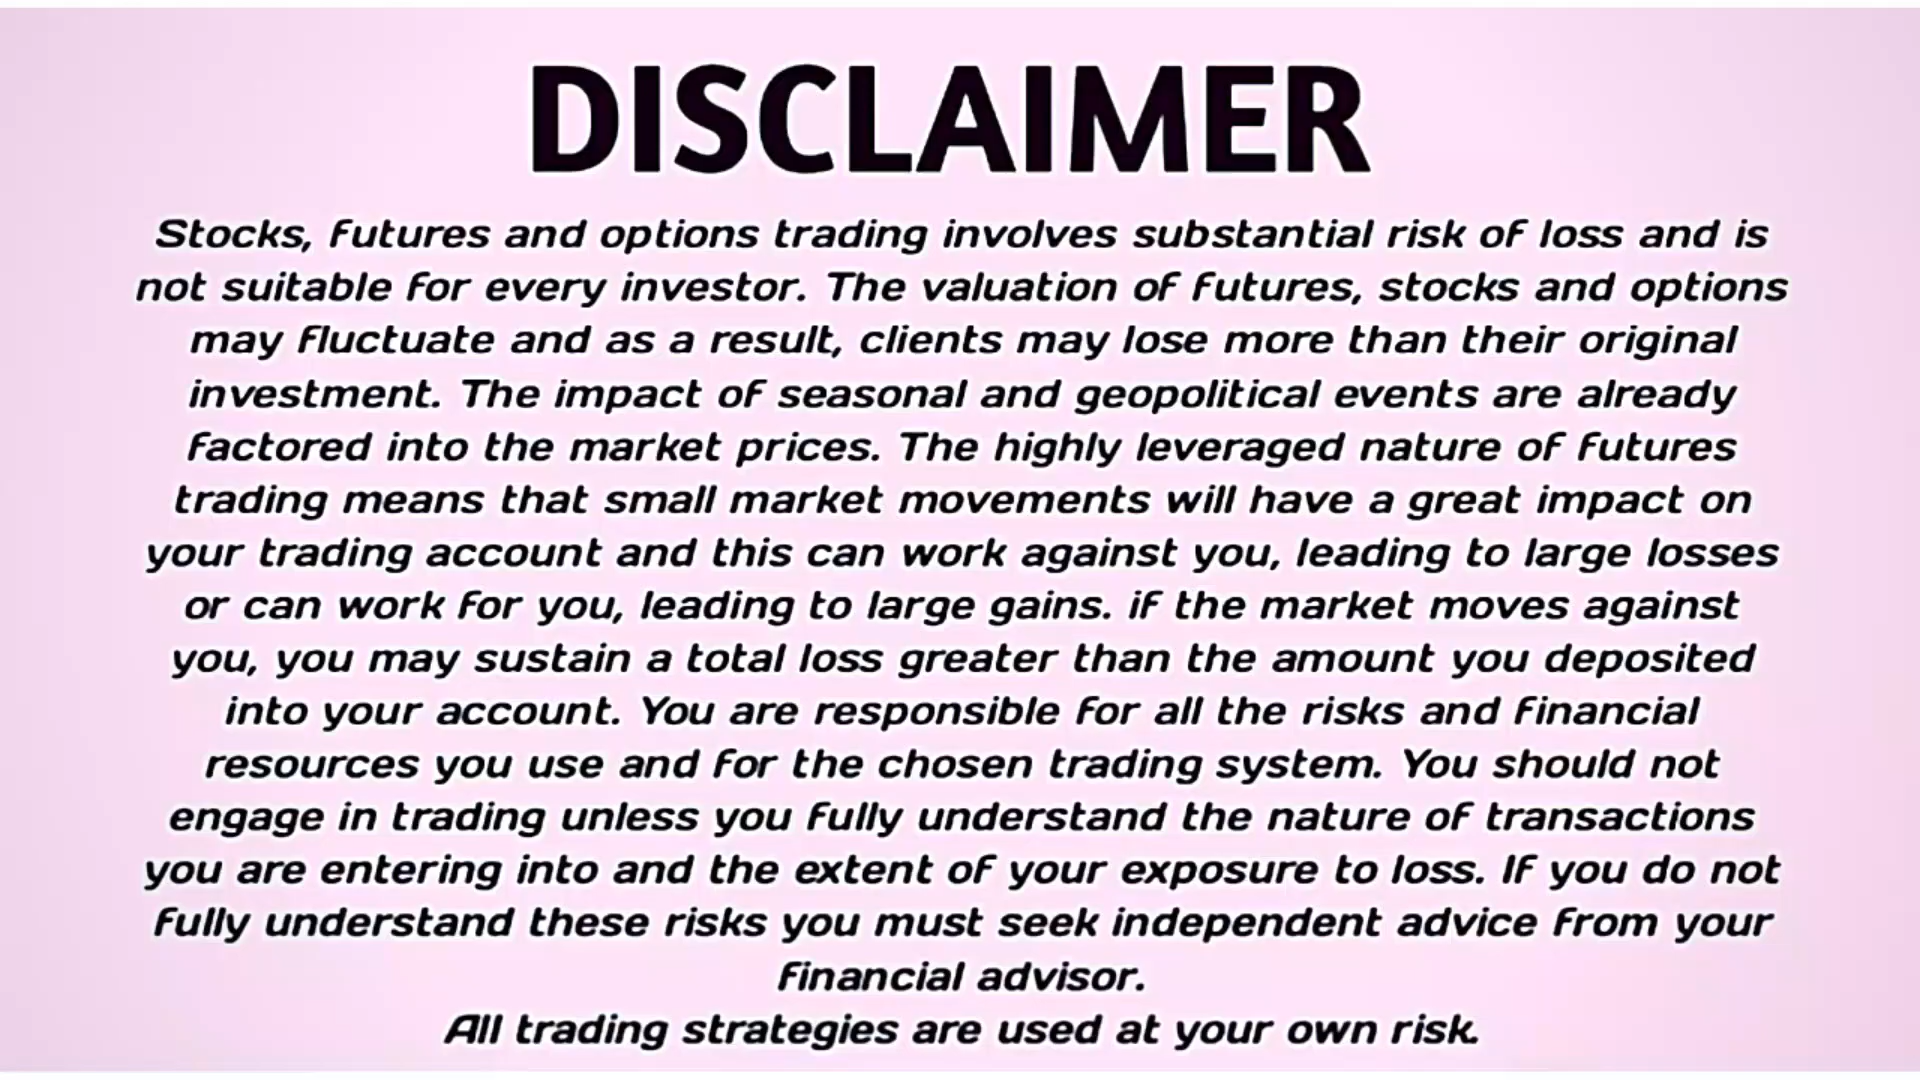 DISCLAIMER
Stocks, futures and options trading involves substantial risk of loss and is
not suitable for every investor. The valuation of futures, stocks and options
may fluctuate and as a result, clients may lose more than their original
investment. The impact of seasonal and geopolitical events are already
factored into the market prices. The highly leveraged nature of futures
trading means that small market movements will have a great impact on
your trading account and this can work against you, leading to large losses
or can work for you, leading to large gains. if the market moves against
you, you may sustain a total loss greater than the amount you deposited
into your account. You are responsible for all the risks and financial
resources you use and for the chosen trading system. You should not
engage in trading unless you fully understand the nature of transactions
you are entering into and the extent of your exposure to loss. If you do not
fully understand these risks you must seek independent advice from your
financial advisor.
All trading strategies are used at your own risk.